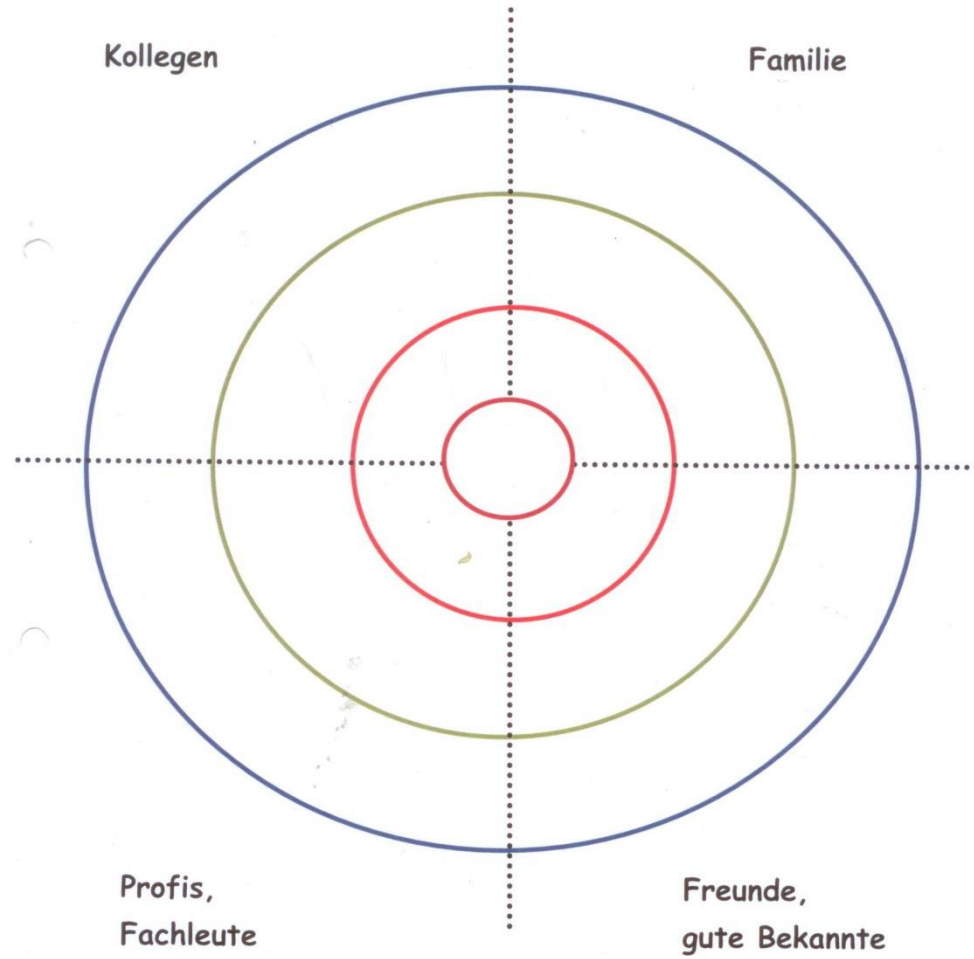 Kollegen
Familie
Profis,
Fachleute
Freunde,
gute Bekannte